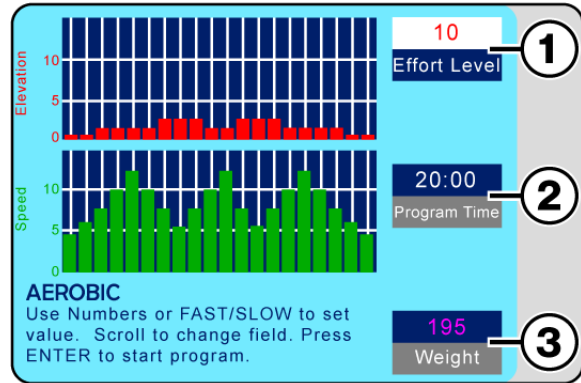 Elevation
10
5
0
Speed
10
5
0
10
Effort Level
1
20:00
Program Time
2
195
Weight
3
AEROBIC
Use Numbers or FAST/SLOW to set
value. Scroll to change field. Press
ENTER to start program.